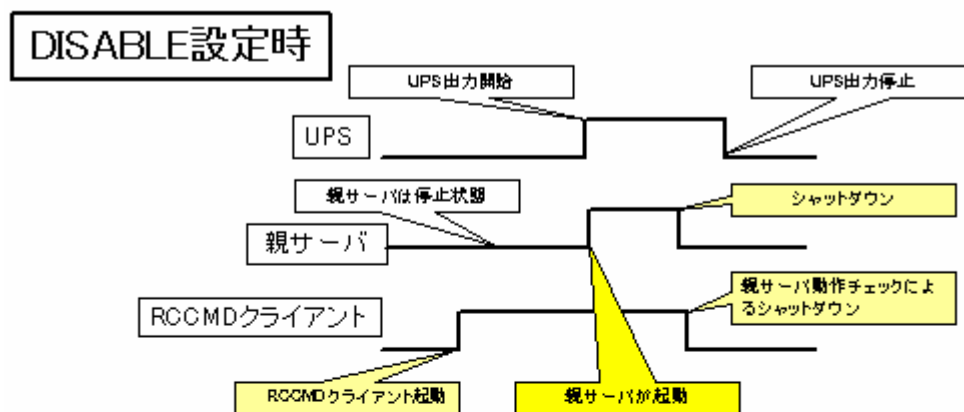 DISABLE設定時
UPS出力開始
UPS出力停止
UPS
親サーバは停止状態
シャットダウン
親サーバ
親サーバ動作チェックによ
るシャットダウン
RCCMDクライアント
RCCMDクライアント起動
親サーバが起動